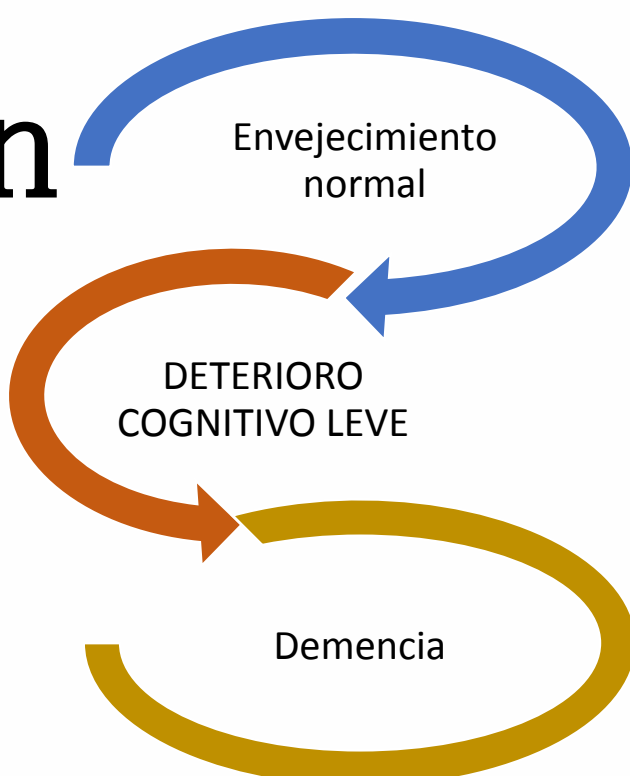 n
Envejecimiento
normal
DETERIORO
COGNITIVO LEVE
Demencia